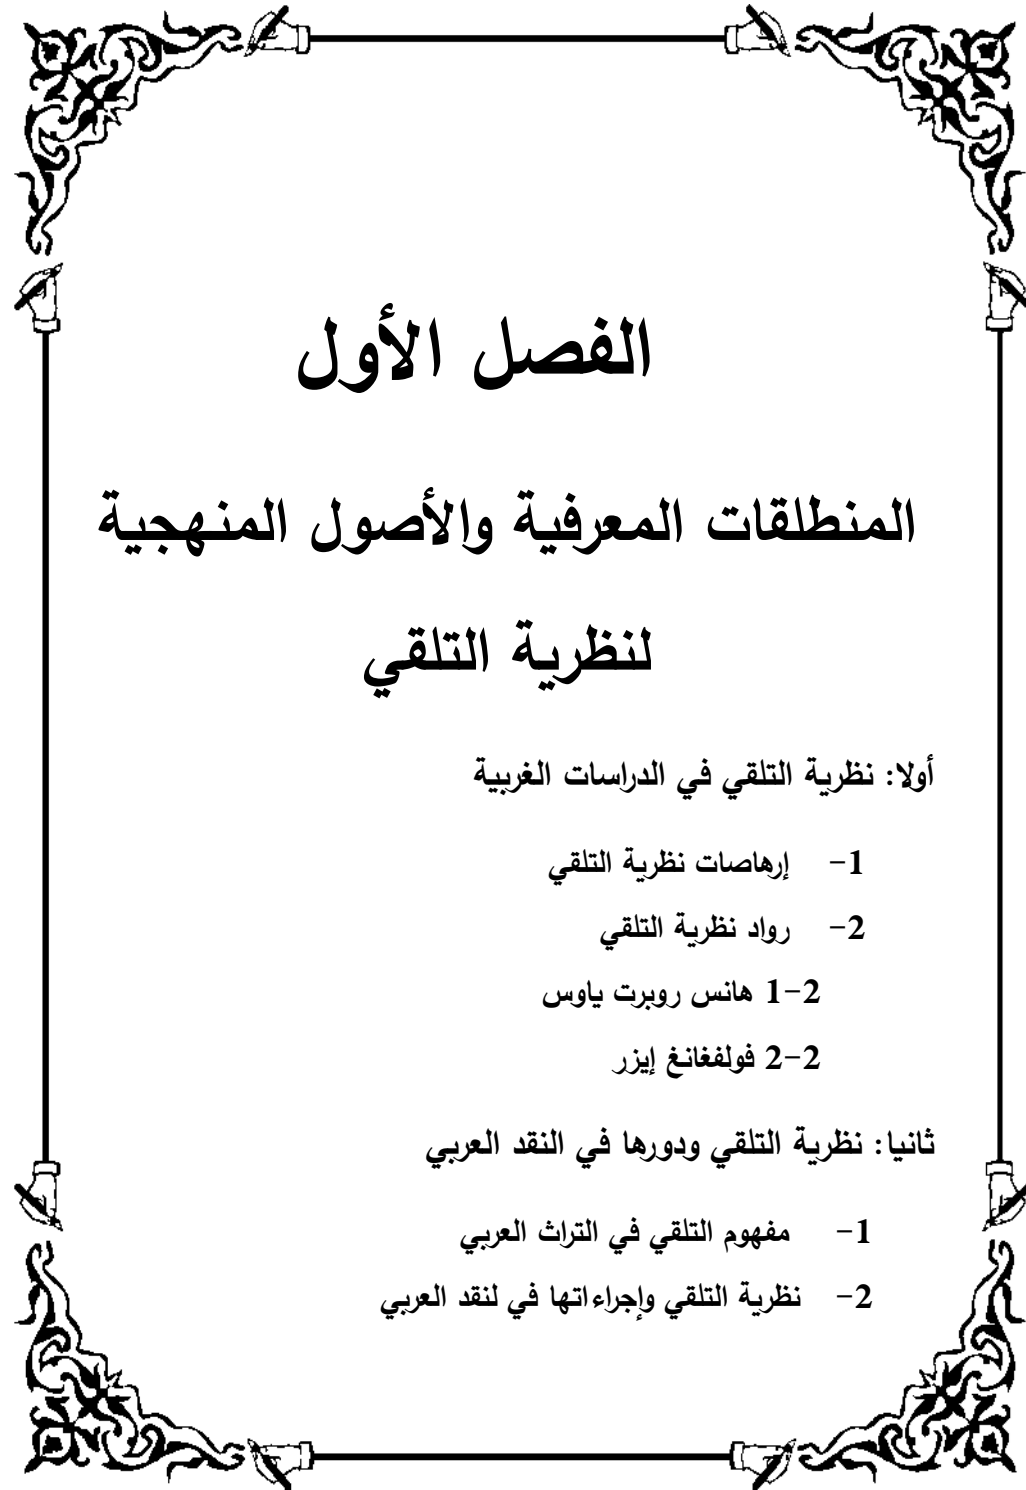 الفصل الأول
المنطلقات المعرفية والأصول المنهجية
لنظرية التلقي
أولا: نظرية التلقي في الدراسات الغربية
1- إرهاصات نظرية التلقي
2- رواد نظرية التلقي
2-1 هانس روبرت ياوس
2-2 فولفغانغ إيزر
ثانيا: نظرية التلقي ودورها في النقد العربي
1- مفهوم التلقي في التراث العربي
2- نظرية التلقي وإجراءاتها في لنقد العربي